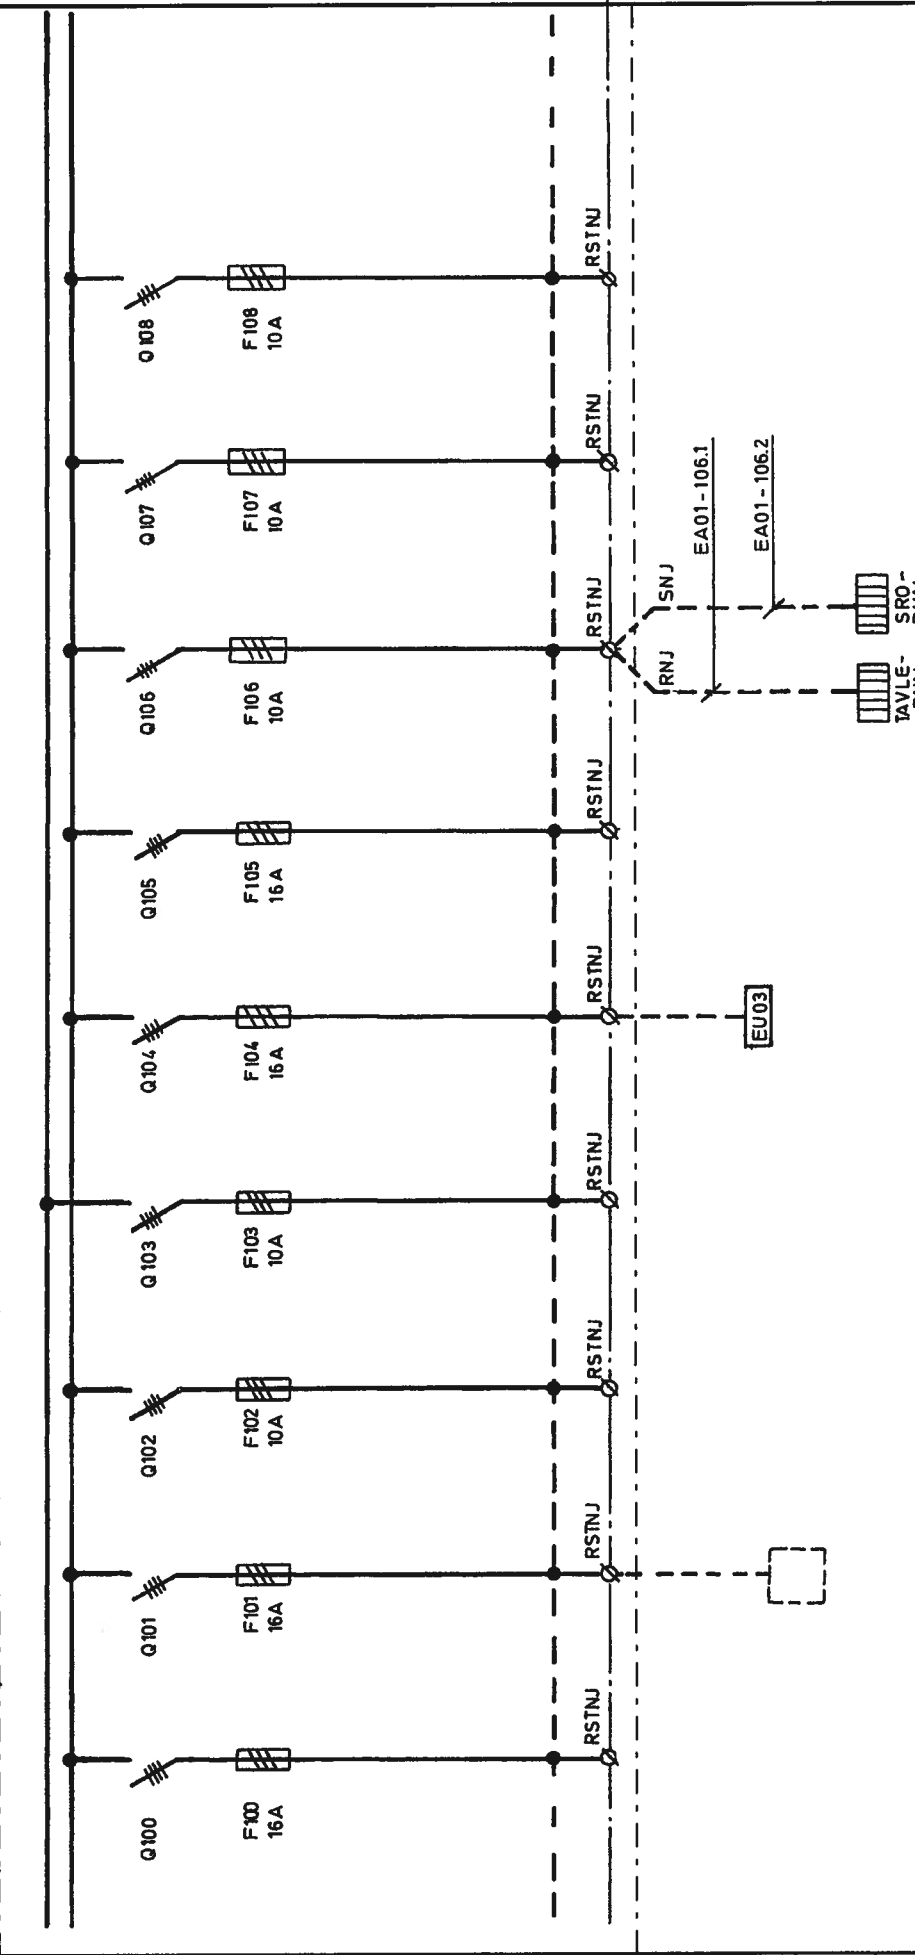 Q100
F100
16A
RSTNJ
Q101
F101
16A
RSTNJ
Q102
F102
10A
RSTNJ
Q103
F103
10A
RSTNJ
Q104
F104
16A
RSTNJ
EU03
Q105
F105
16A
RSTNJ
Q106
F106
10A
RSTNJ
RNJ
SNJ
EA01-106.1
EA01-106.2
TAVLE-
SRO-
Q107
F107
10A
RSTNJ
Q108
F108
10A
RSTNJ